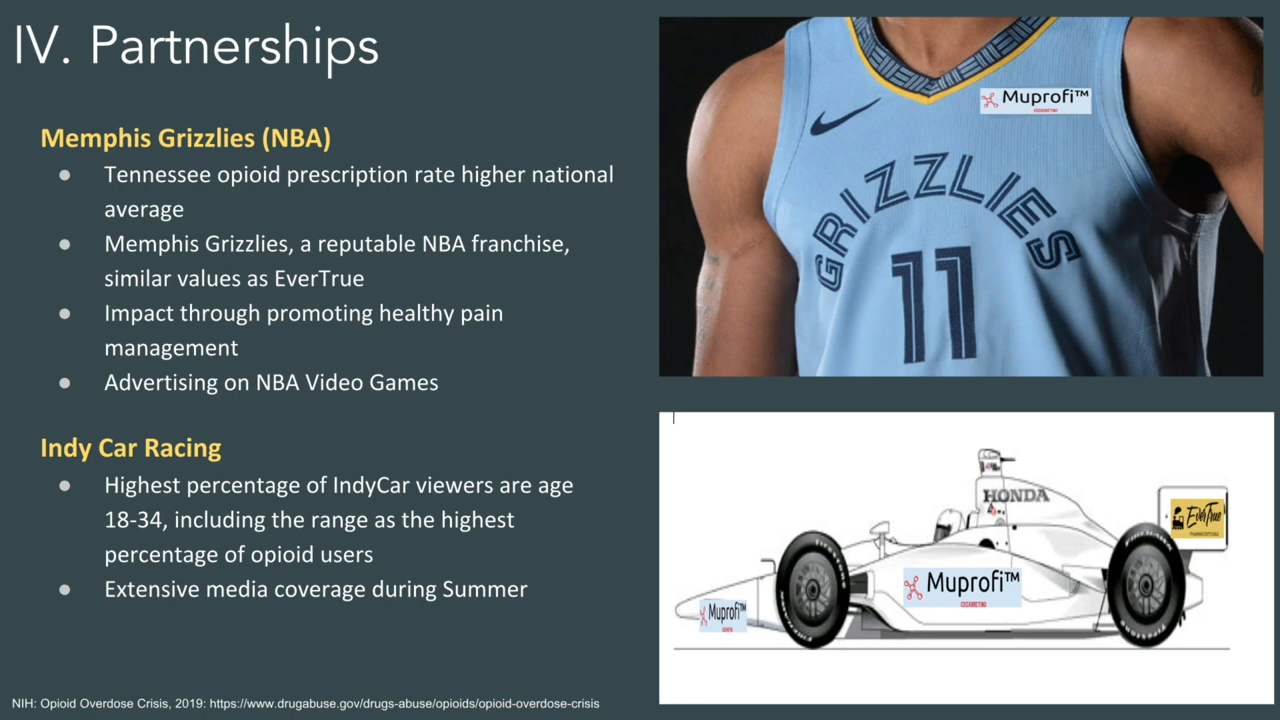 IV. Partnerships
Memphis Grizzlies (NBA)
● Tennessee opioid prescription rate higher national
average
● Memphis Grizzlies, a reputable NBA franchise,
similar values as EverTrue
● Impact through promoting healthy pain
management
● Advertising on NBA Video Games
Indy Car Racing
● Highest percentage of IndyCar viewers are age
18-34, including the range as the highest
percentage of opioid users
● Extensive media coverage during Summer
NIH: Opioid Overdose Crisis, 2019: https://www.drugabuse.gov/drugs-abuse/opioids/opioid-overdose-crisis
Muprofi™
GRIZZLIES
11
HONDA
EverTrue
Muprofi™
Muprofi™